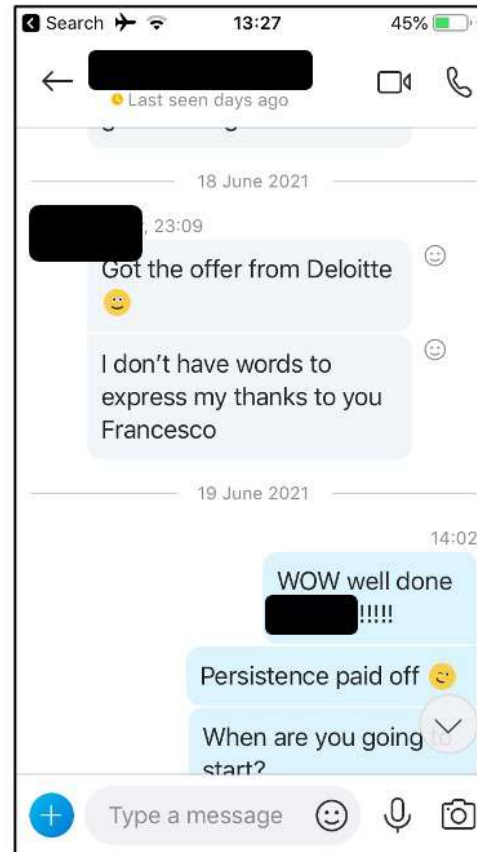 Search 13:27 45%
Last seen days ago
18 June 2021
, 23:09
Got the offer from Deloitte
I don't have words to
express my thanks to you
Francesco
19 June 2021
14:02
WOW well done
!!!!!
Persistence paid off
When are you going to
start?
Type a message